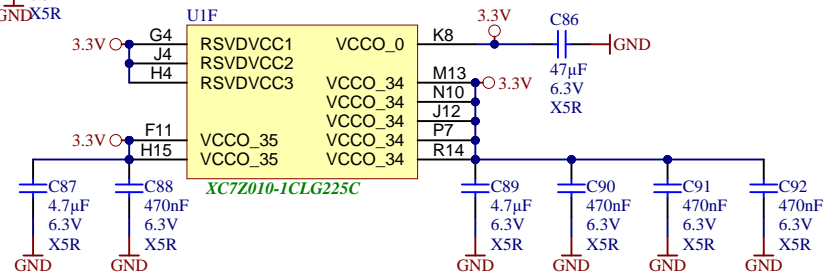 GND X5R
U1F
3.3V G4 RSVDVCC1 VCCO_0 K8 3.3V C86 GND
J4 RSVDVCC2
H4 RSVDVCC3
47µF
6.3V
X5R
VCCO_34 M13 3.3V
VCCO_34 N10
VCCO_34 J12
3.3V F11 VCCO_35 VCCO_34 P7
H15 VCCO_35 VCCO_34 R14
XC7Z010-1CLG225C
C87 C88 C89 C90 C91 C92
4.7µF 470nF 4.7µF 470nF 470nF 470nF
6.3V 6.3V 6.3V 6.3V 6.3V 6.3V
X5R X5R X5R X5R X5R X5R
GND GND GND GND GND GND